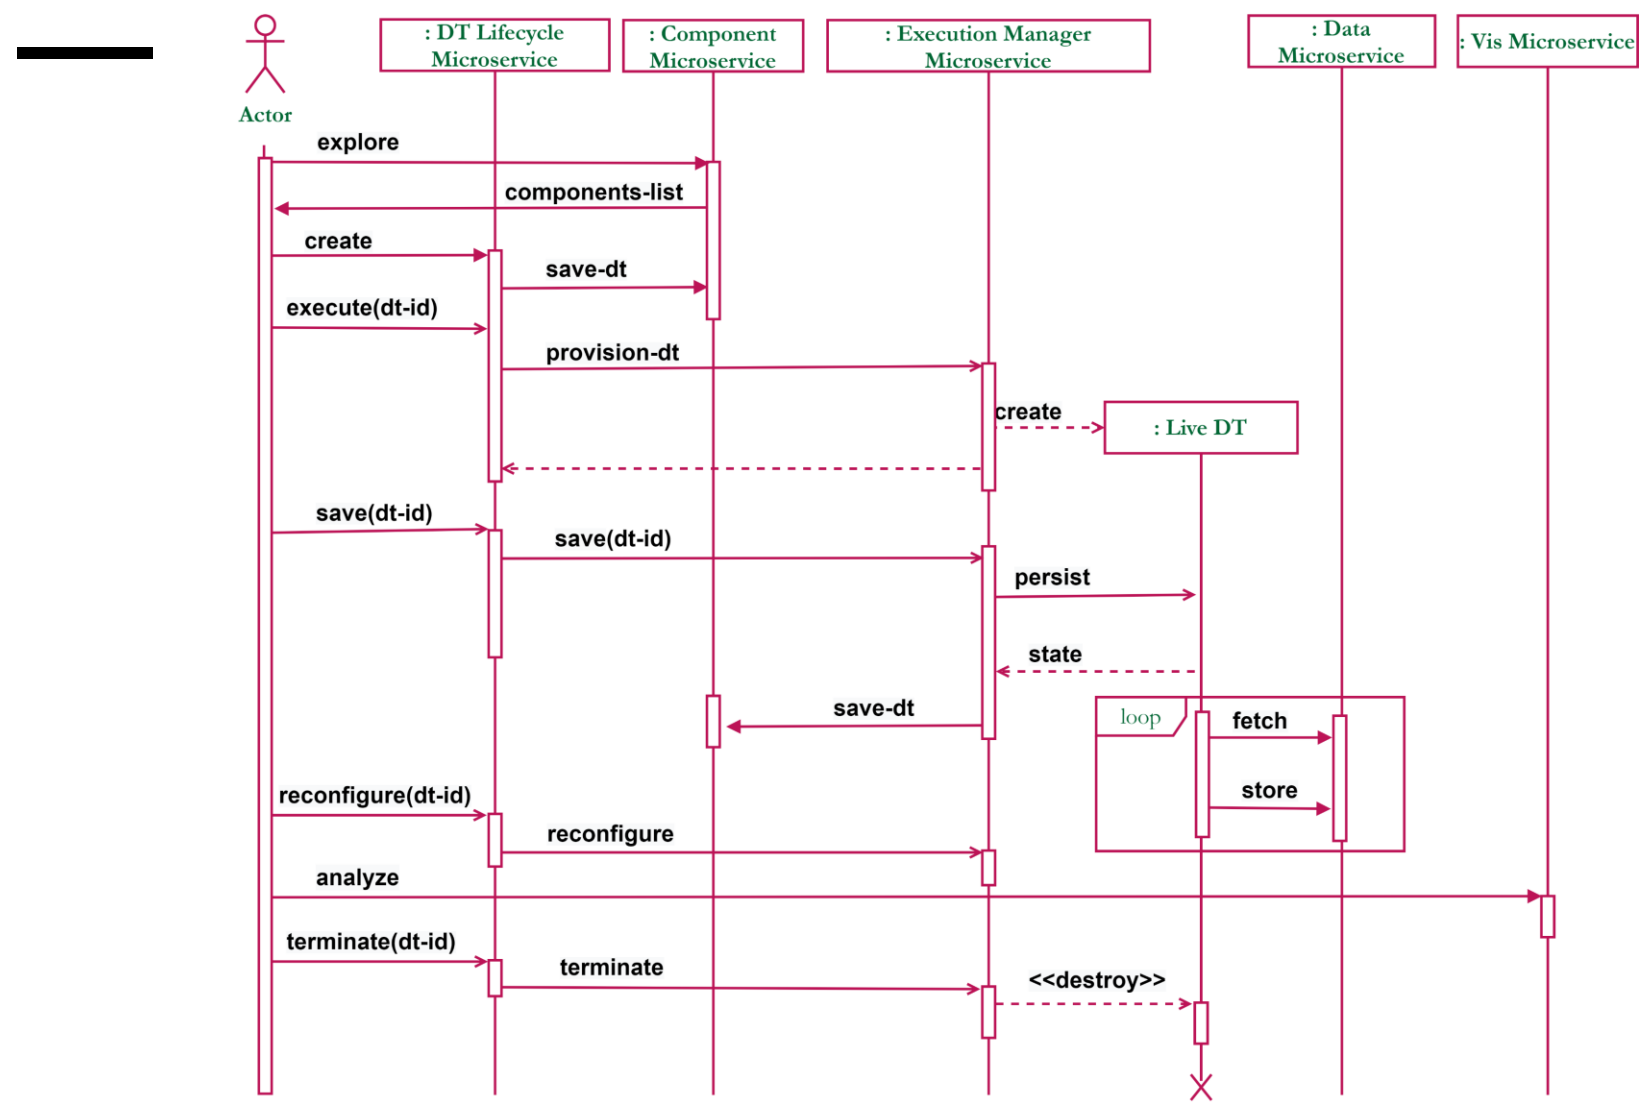 : DT Lifecycle
Microservice
: Component
Microservice
: Execution Manager
Microservice
: Data
Microservice
: Vis Microservice
Actor
explore
components-list
create
save-dt
execute(dt-id)
provision-dt
create
: Live DT
save(dt-id)
save(dt-id)
persist
state
save-dt
loop
fetch
store
reconfigure(dt-id)
reconfigure
analyze
terminate(dt-id)
terminate
<<destroy>>